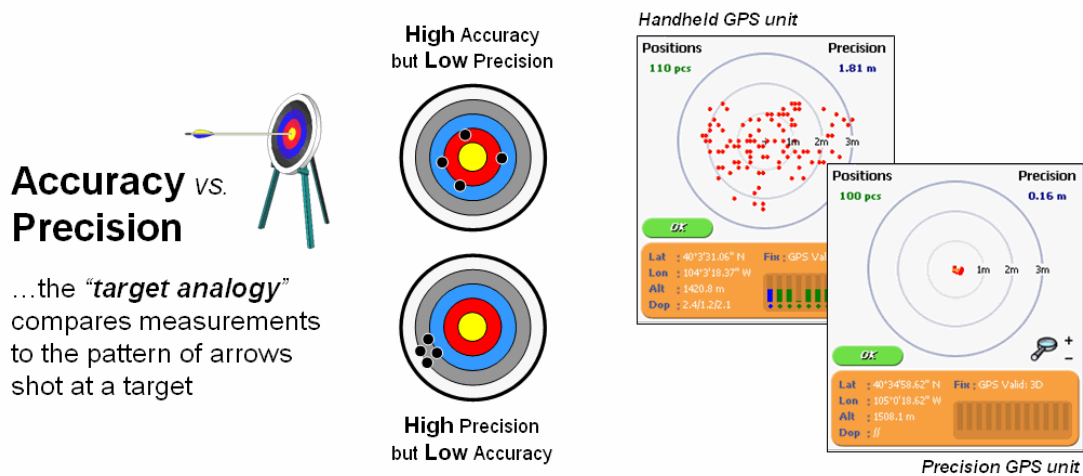 Accuracy vs.
Precision
…the “target analogy”
compares measurements
to the pattern of arrows
shot at a target
High Accuracy
but Low Precision
High Precision
but Low Accuracy
Handheld GPS unit
Positions Precision
110 pcs 1.81 m
1m 2m 3m
OK
Lat : 40°3'31.06" N Fix : GPS Vali
Lon : 104°3'18.37" W
Alt : 1420.8 m
Dop : 2.4/1.2/2.1
Positions Precision
100 pcs 0.16 m
1m 2m 3m
+
−
OK
Lat : 40°34'58.62" N Fix : GPS Valid: 3D
Lon : 105°0'18.62" W
Alt : 1508.1 m
Dop : //
Precision GPS unit